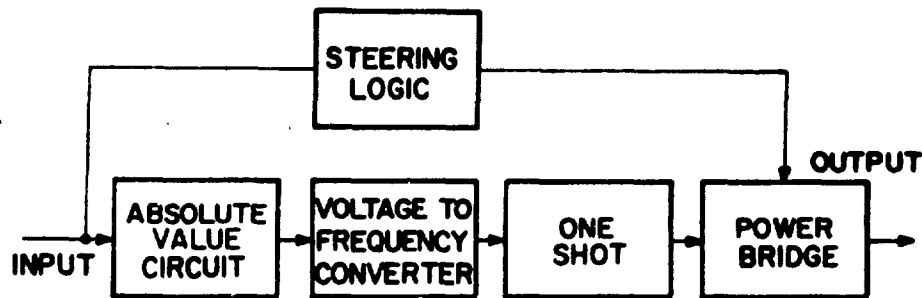 STEERING
LOGIC
OUTPUT
INPUT
ABSOLUTE
VALUE
CIRCUIT
VOLTAGE TO
FREQUENCY
CONVERTER
ONE
SHOT
POWER
BRIDGE